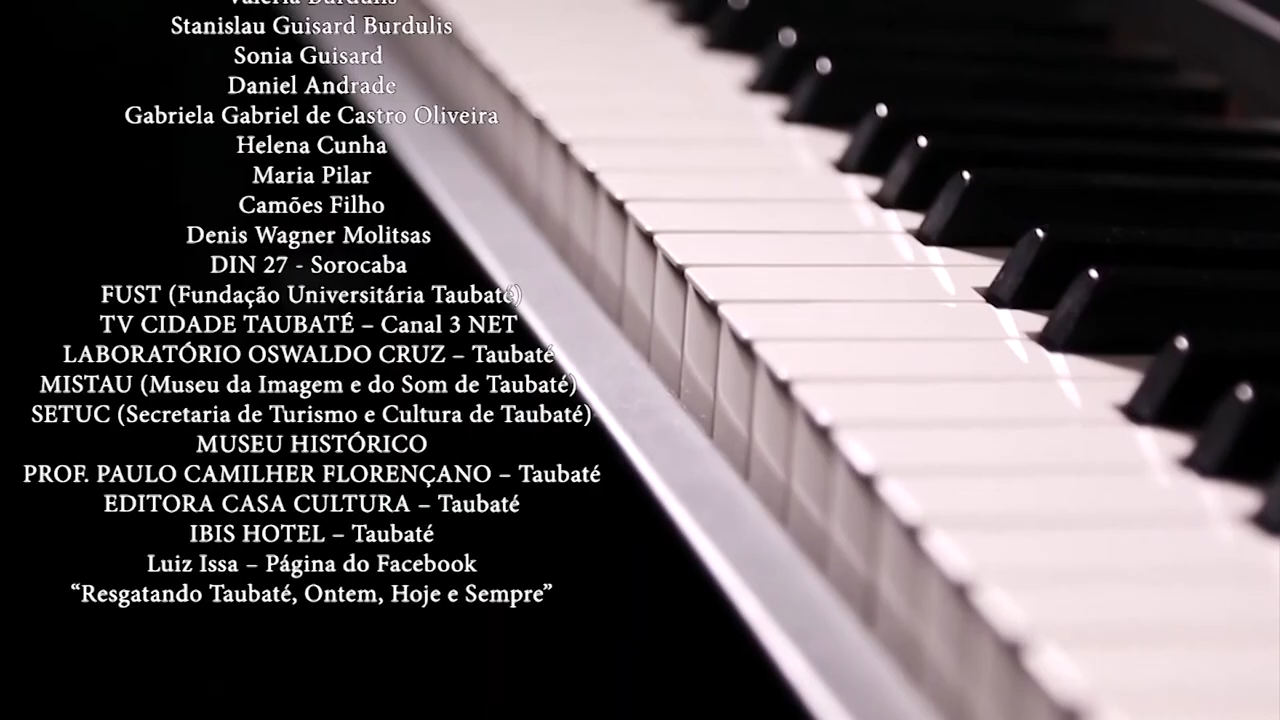 Valéria Burdulis
Stanislau Guisard Burdulis
Sonia Guisard
Daniel Andrade
Gabriela Gabriel de Castro Oliveira
Helena Cunha
Maria Pilar
Camões Filho
Denis Wagner Molitsas
DIN 27 - Sorocaba
FUST (Fundação Universitária Taubaté)
TV CIDADE TAUBATÉ – Canal 3 NET
LABORATÓRIO OSWALDO CRUZ – Taubaté
MISTAU (Museu da Imagem e do Som de Taubaté)
SETUC (Secretaria de Turismo e Cultura de Taubaté)
MUSEU HISTÓRICO
PROF. PAULO CAMILHER FLORENÇANO – Taubaté
EDITORA CASA CULTURA – Taubaté
IBIS HOTEL – Taubaté
Luiz Issa – Página do Facebook
“Resgatando Taubaté, Ontem, Hoje e Sempre”